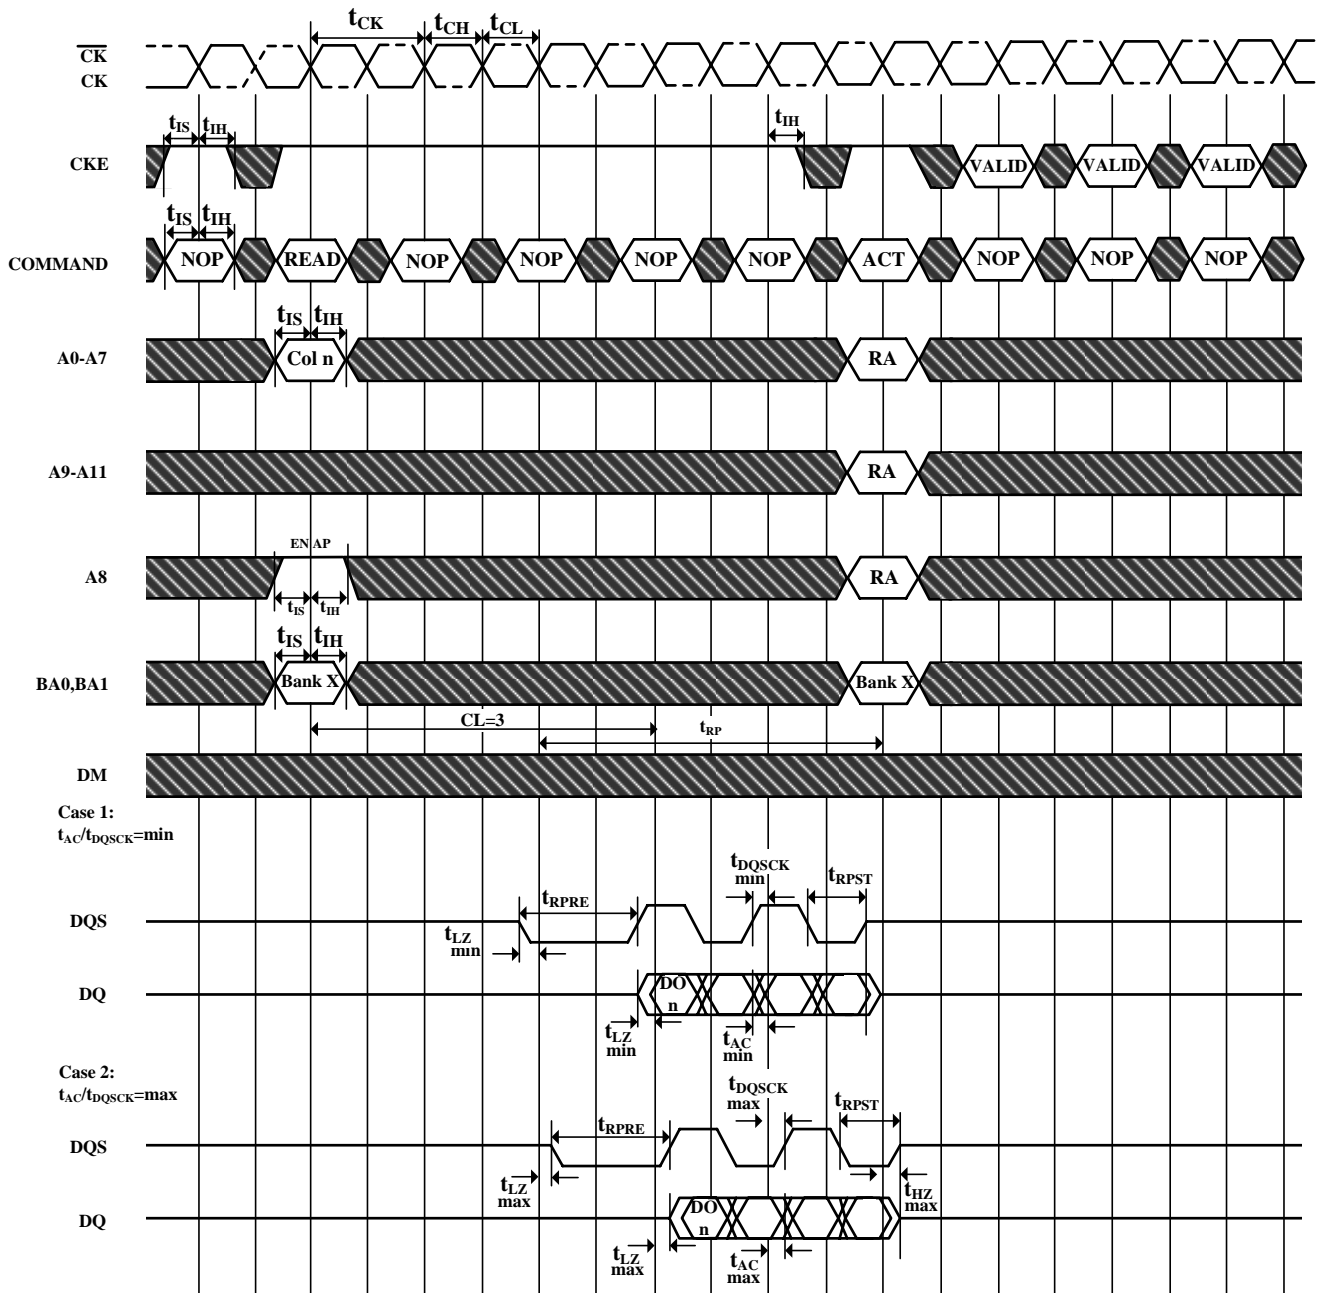 tCK tCH tCL
CK
CK
tIS tIH tIH
CKE VALID VALID VALID
tIS tIH
COMMAND NOP READ NOP NOP NOP NOP ACT NOP NOP NOP
tIS tIH
A0-A7 Col n RA
A9-A11 RA
EN AP
A8 RA
tIS tIH
tIS tIH
BA0,BA1 Bank X Bank X
CL=3 tRP
DM
Case 1:
tAC/tDQSCK=min
tDQSCK
min
tRPST
tRPRE
DQS
tLZ
min
DQ DO
n
tLZ
min
tAC
min
Case 2:
tAC/tDQSCK=max
tDQSCK
max
tRPST
tRPRE
DQS
tLZ
max
tHZ
max
DQ DO
n
tLZ
max
tAC
max